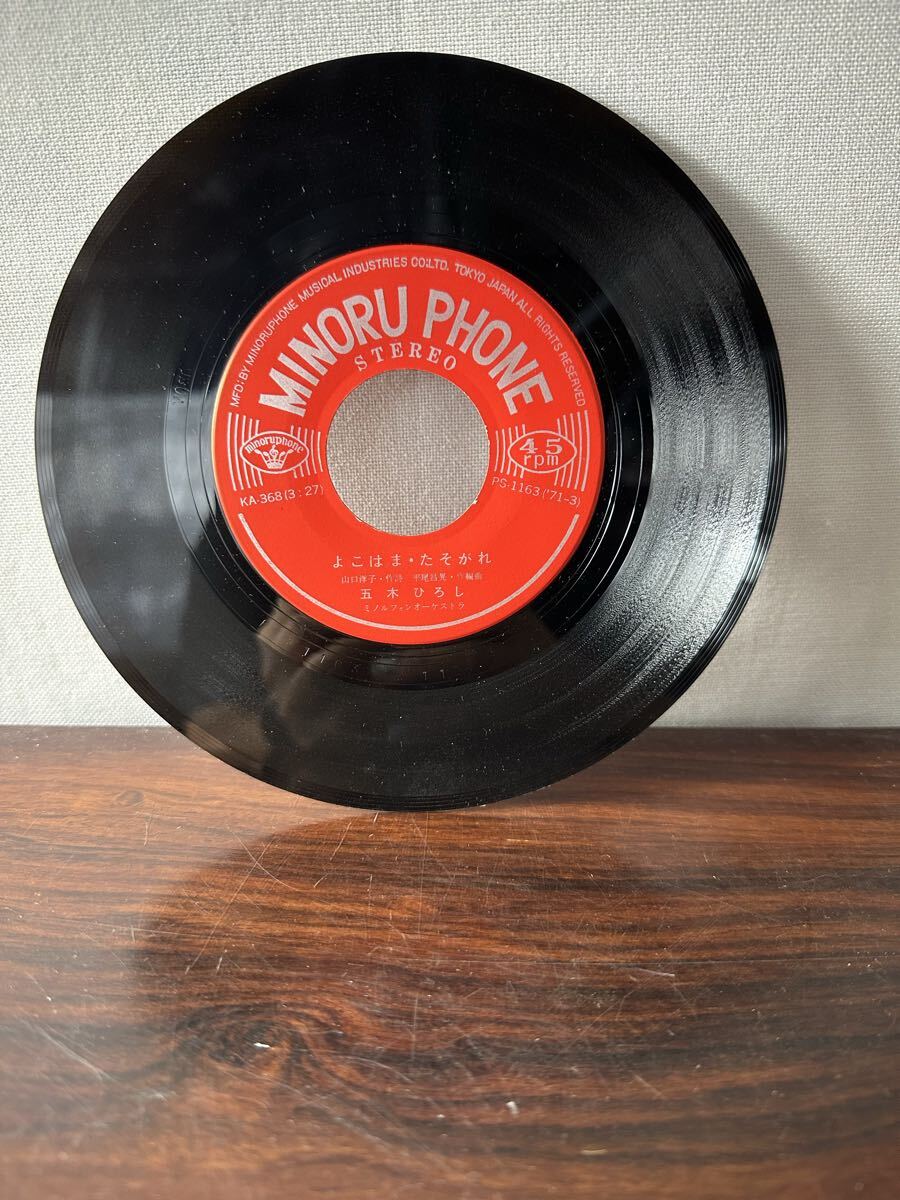 MFD; BY MINORUPHONE MUSICAL INDUSTRIES CO;LTD. TOKYO JAPAN ALL RIGHTS RESERVED
MINORU PHONE
STEREO
minoruphone
45
rpm
KA-368(3:27)
PS-1163('71-3)
よこはま・たそがれ
山口洋子・作詩 平尾昌晃・作編曲
五木ひろし
ミノルフォンオーケストラ